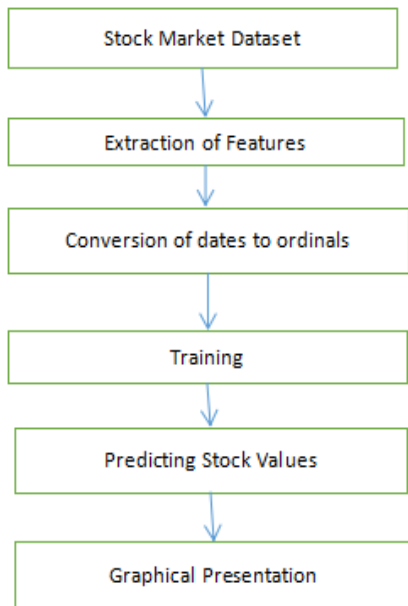 Stock Market Dataset
Extraction of Features
Conversion of dates to ordinals
Training
Predicting Stock Values
Graphical Presentation